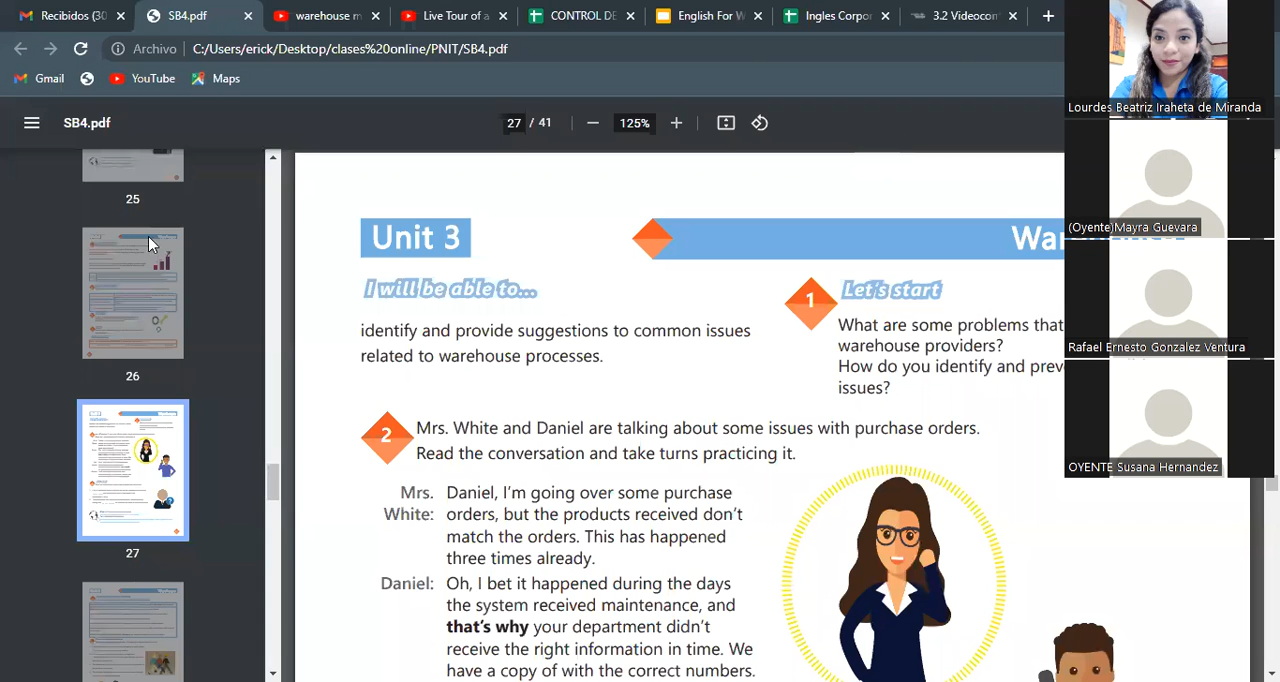 Recibidos (30
SB4.pdf
warehouse m
Live Tour of a
CONTROL DE
English For W
Ingles Corpo
3.2 Videocon
Archivo
C:/Users/erick/Desktop/clases%20online/PNIT/SB4.pdf
Gmail
YouTube
Maps
SB4.pdf
27 / 41
125%
25
26
27
Unit 3
I will be able to...
identify and provide suggestions to common issues
related to warehouse processes.
1
Let's start
What are some problems that
warehouse providers?
How do you identify and prev
issues?
2
Mrs. White and Daniel are talking about some issues with purchase orders.
Read the conversation and take turns practicing it.
Mrs. White: Daniel, I'm going over some purchase
orders, but the products received don't
match the orders. This has happened
three times already.
Daniel: Oh, I bet it happened during the days
the system received maintenance, and
that's why your department didn't
receive the right information in time. We
have a copy of with the correct numbers.
Lourdes Beatriz Iraheta de Miranda
(Oyente)Mayra Guevara
Rafael Ernesto Gonzalez Ventura
OYENTE Susana Hernandez